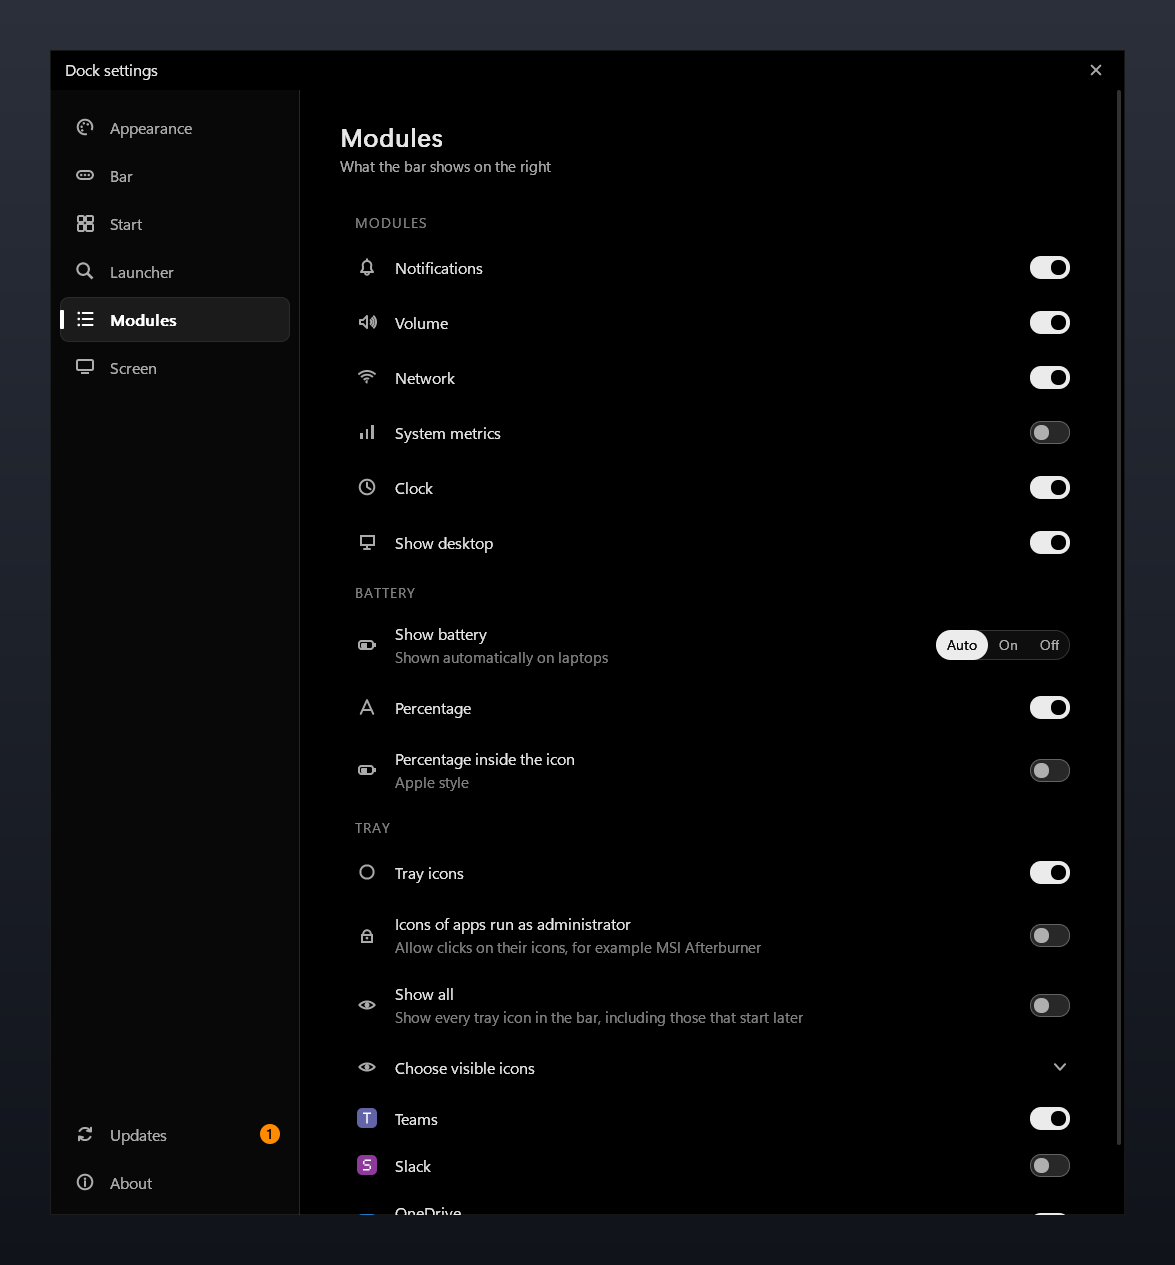 Dock settings
Appearance
Bar
Start
Launcher
Modules
Screen
Updates
1
About
Modules
What the bar shows on the right
MODULES
Notifications
Volume
Network
System metrics
Clock
Show desktop
BATTERY
Show battery
Shown automatically on laptops
Auto On Off
Percentage
Percentage inside the icon
Apple style
TRAY
Tray icons
Icons of apps run as administrator
Allow clicks on their icons, for example MSI Afterburner
Show all
Show every tray icon in the bar, including those that start later
Choose visible icons
T Teams
S Slack
OneDrive